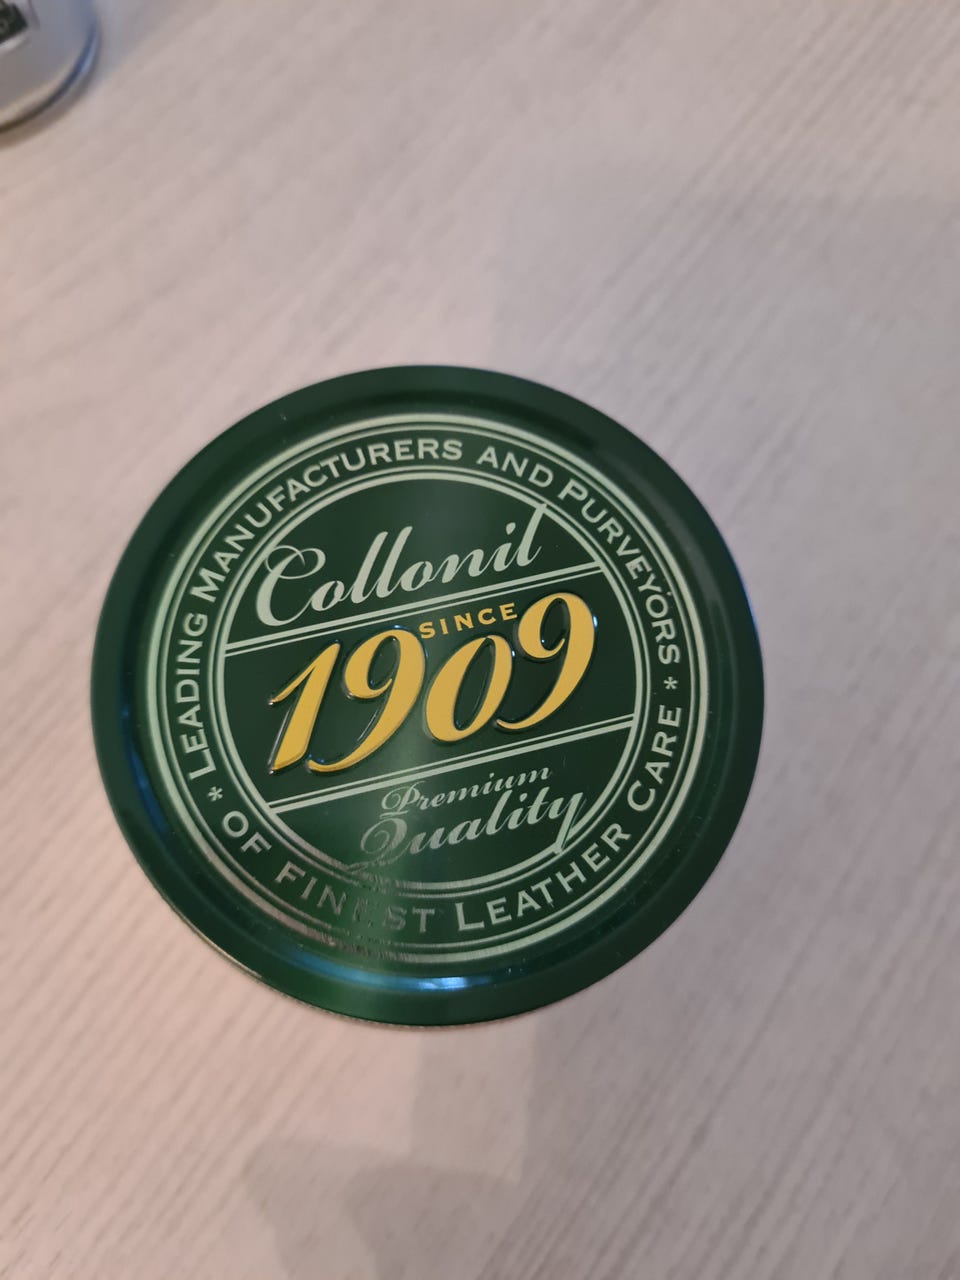 LEADING MANUFACTURERS AND PURVEYORS
Collonil
SINCE
1909
Premium
Quality
* OF FINEST LEATHER CARE *